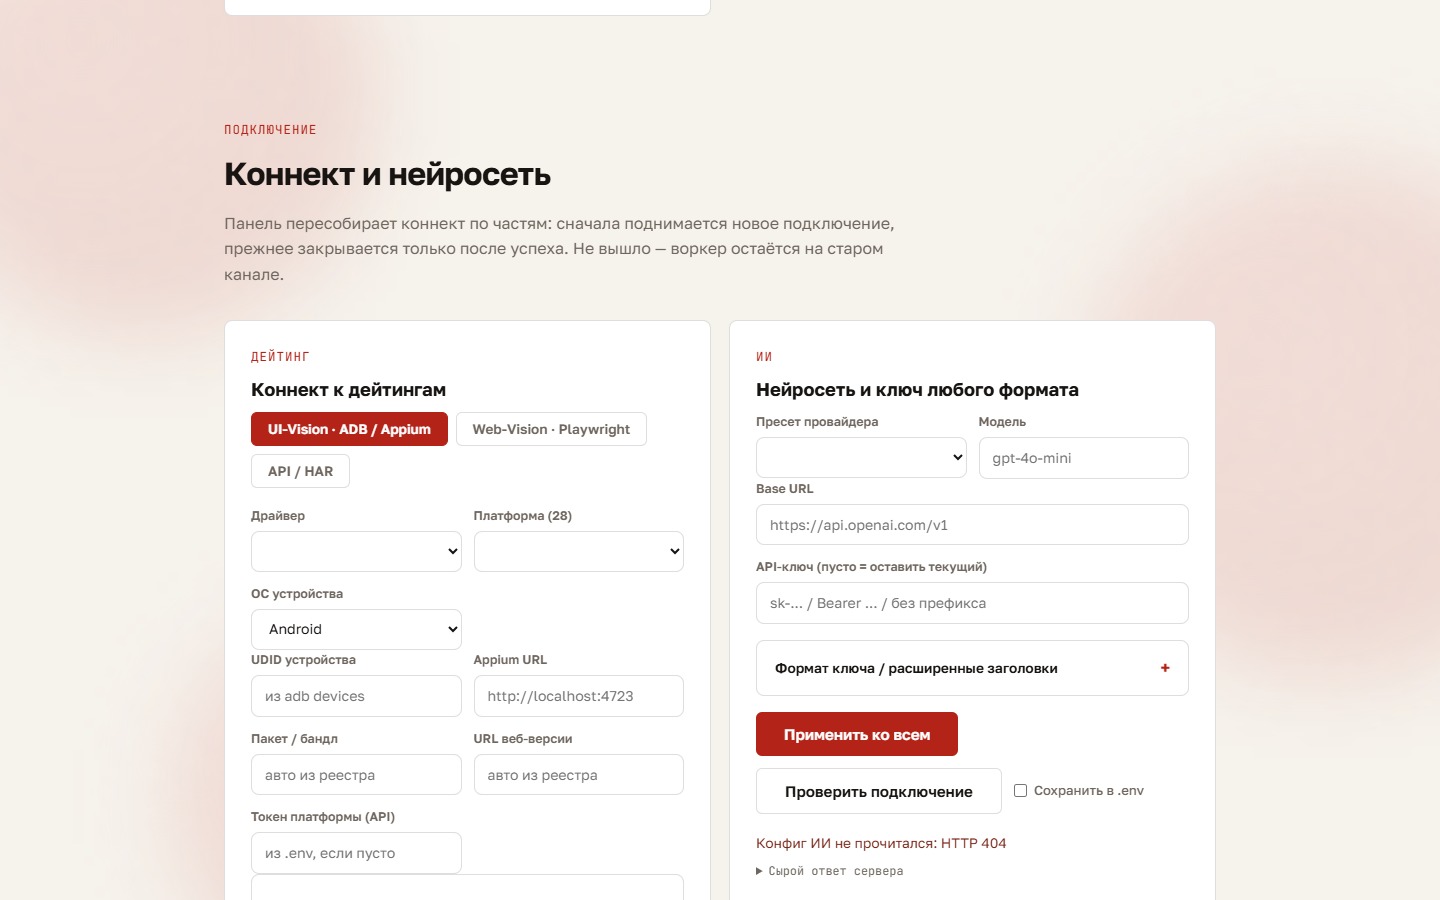 ПОДКЛЮЧЕНИЕ
Коннект и нейросеть
Панель пересобирает коннект по частям: сначала поднимается новое подключение,
прежнее закрывается только после успеха. Не вышло — воркер остаётся на старом
канале.
ДЕЙТИНГ
Коннект к дейтингам
UI-Vision · ADB / Appium
Web-Vision · Playwright
API / HAR
Драйвер
Платформа (28)
ОС устройства
Android
UDID устройства
Appium URL
из adb devices
http://localhost:4723
Пакет / бандл
URL веб-версии
авто из реестра
авто из реестра
Токен платформы (API)
из .env, если пусто
ИИ
Нейросеть и ключ любого формата
Пресет провайдера
Модель
gpt-4o-mini
Base URL
https://api.openai.com/v1
API-ключ (пусто = оставить текущий)
sk-... / Bearer ... / без префикса
Формат ключа / расширенные заголовки
+
Применить ко всем
Проверить подключение
Сохранить в .env
Конфиг ИИ не прочитался: HTTP 404
Сырой ответ сервера